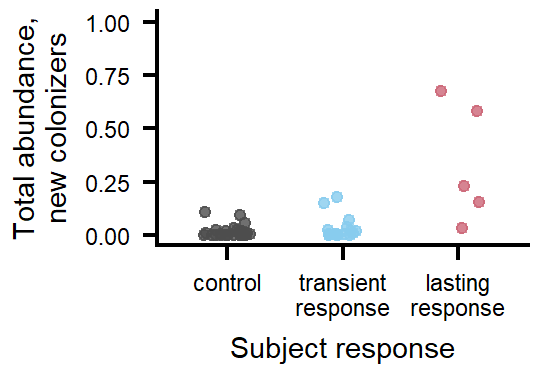 Total abundance,
new colonizers
1.00
0.75
0.50
0.25
0.00
control
transient
response
lasting
response
Subject response